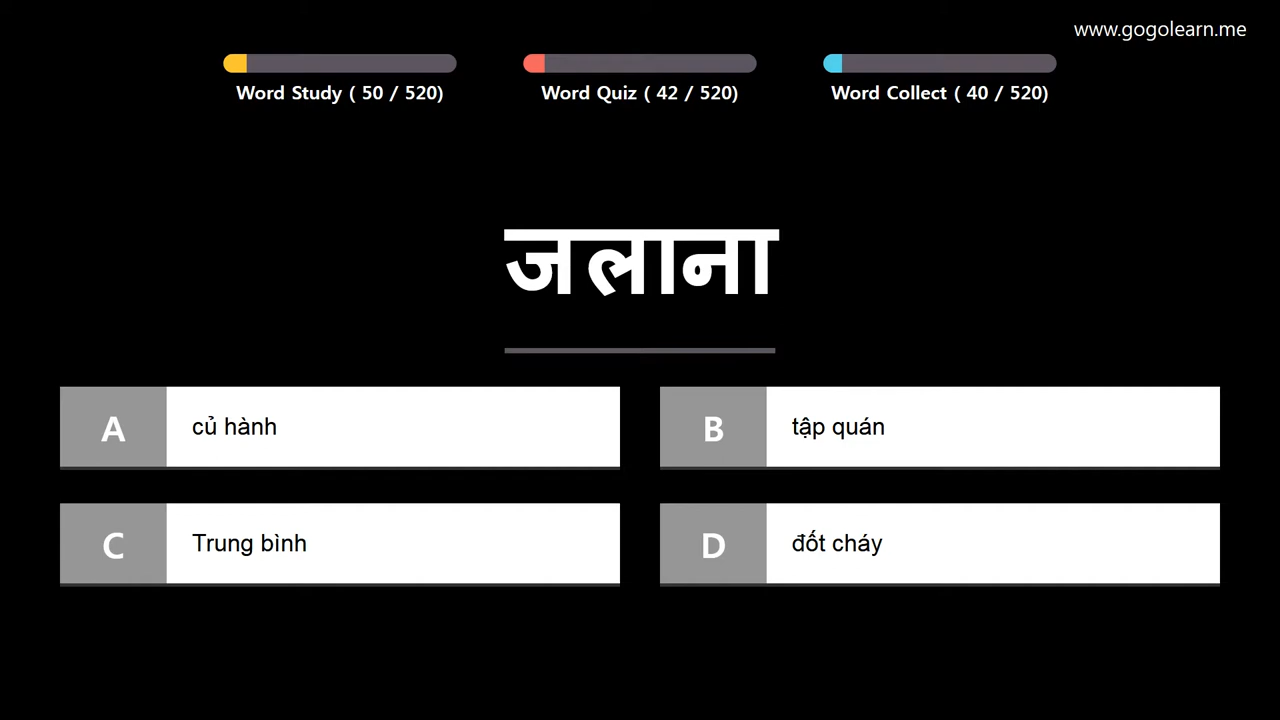 www.gogolearn.me
Word Study ( 50 / 520)
Word Quiz ( 42 / 520)
Word Collect ( 40 / 520)
जलाना
A
củ hành
B
tập quán
C
Trung bình
D
đốt cháy